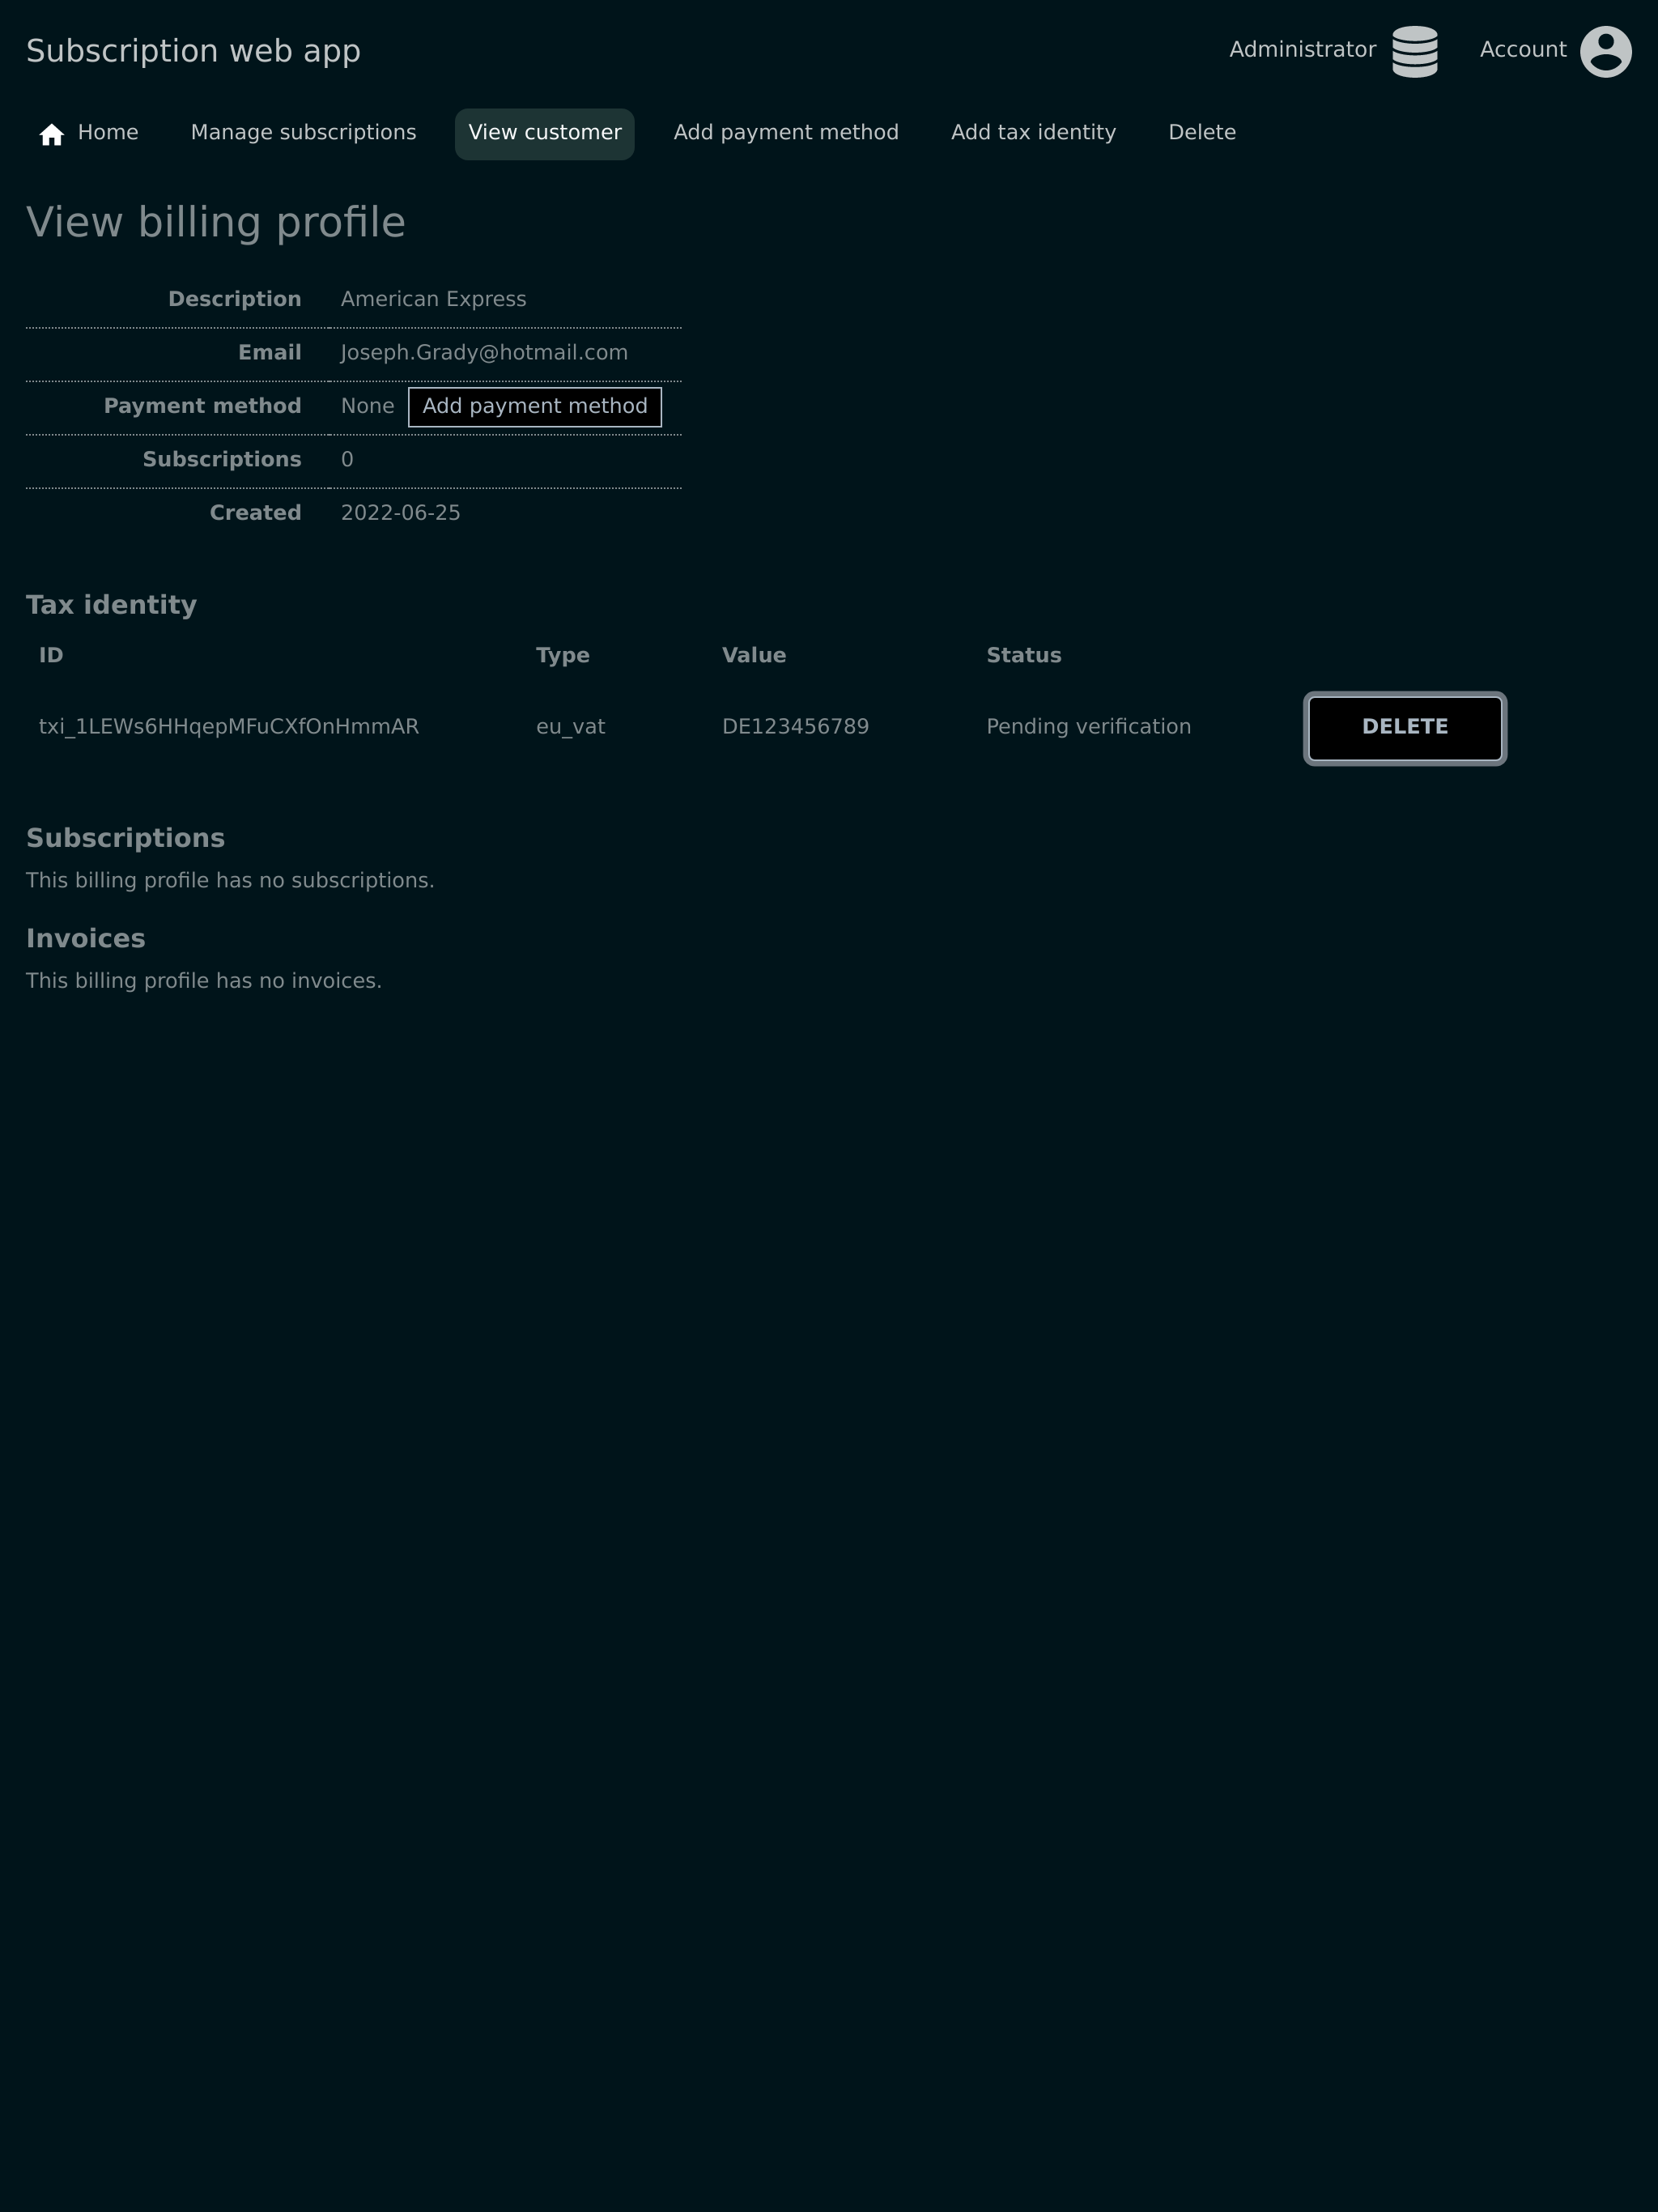 Subscription web app Administrator Account
Home Manage subscriptions View customer Add payment method Add tax identity Delete
View billing profile
Description American Express
Email Joseph.Grady@hotmail.com
Payment method None Add payment method
Subscriptions 0
Created 2022-06-25
Tax identity
ID Type Value Status
txi_1LEWs6HHqepMFuCXfOnHmmAR eu_vat DE123456789 Pending verification DELETE
Subscriptions
This billing profile has no subscriptions.
Invoices
This billing profile has no invoices.